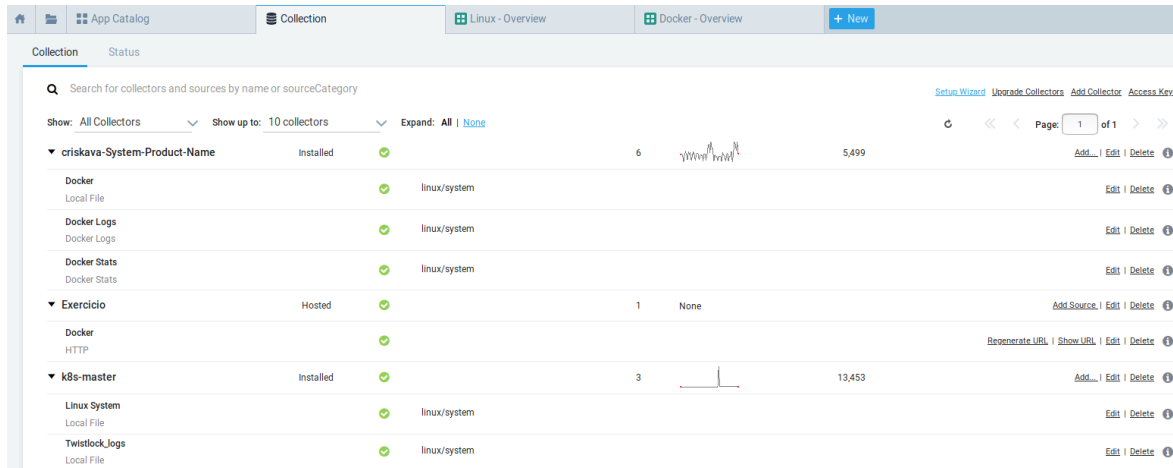 App Catalog Collection Linux - Overview Docker - Overview + New
Collection Status
Search for collectors and sources by name or sourceCategory
Setup Wizard Upgrade Collectors Add Collector Access Key
Show: All Collectors Show up to: 10 collectors Expand: All | None Page: 1 of 1
criskava-System-Product-Name Installed 6 5,499 Add... | Edit | Delete
Docker
Local File
linux/system Edit | Delete
Docker Logs
Docker Logs
linux/system Edit | Delete
Docker Stats
Docker Stats
linux/system Edit | Delete
Exercicio Hosted 1 None Add Source | Edit | Delete
Docker
HTTP
Regenerate URL | Show URL | Edit | Delete
k8s-master Installed 3 13,453 Add... | Edit | Delete
Linux System
Local File
linux/system Edit | Delete
Twistlock_logs
Local File
linux/system Edit | Delete